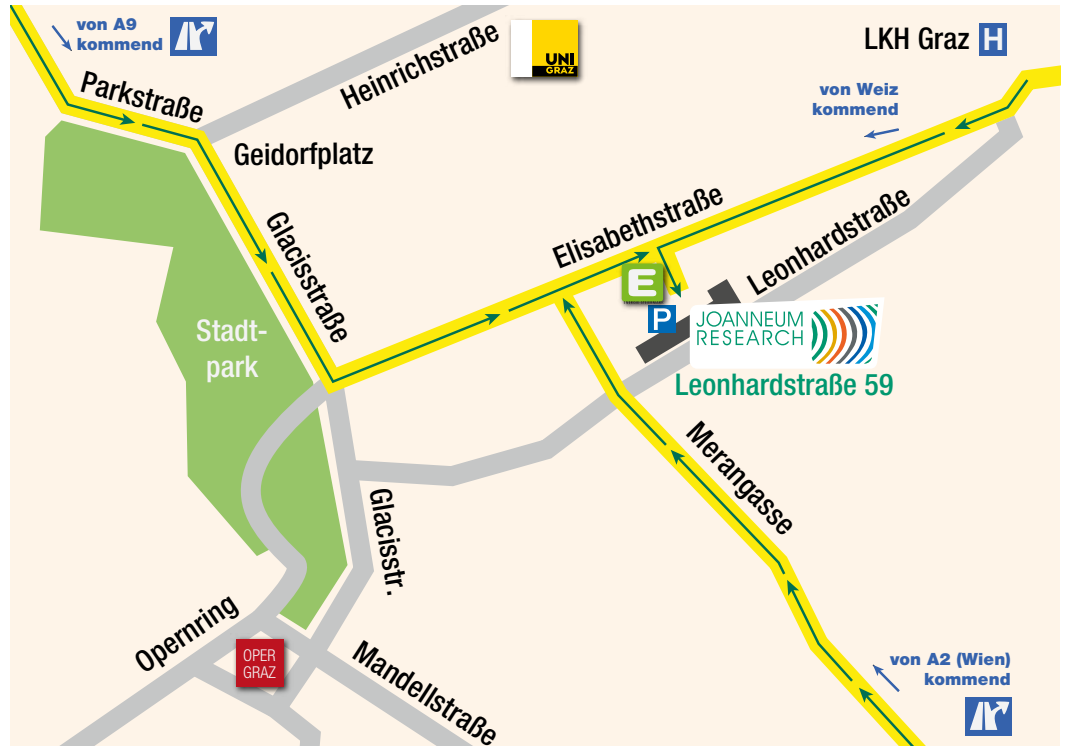 von A9
kommend
Heinrichstraße
UNI
GRAZ
LKH Graz H
Parkstraße
von Weiz
kommend
Geidorfplatz
Glacisstraße
Elisabethstraße
Leonhardstraße
E
P
JOANNEUM
RESEARCH
Stadt-
park
Leonhardstraße 59
Merangasse
Glacisstr.
Opernring
OPER
GRAZ
Mandellstraße
von A2 (Wien)
kommend